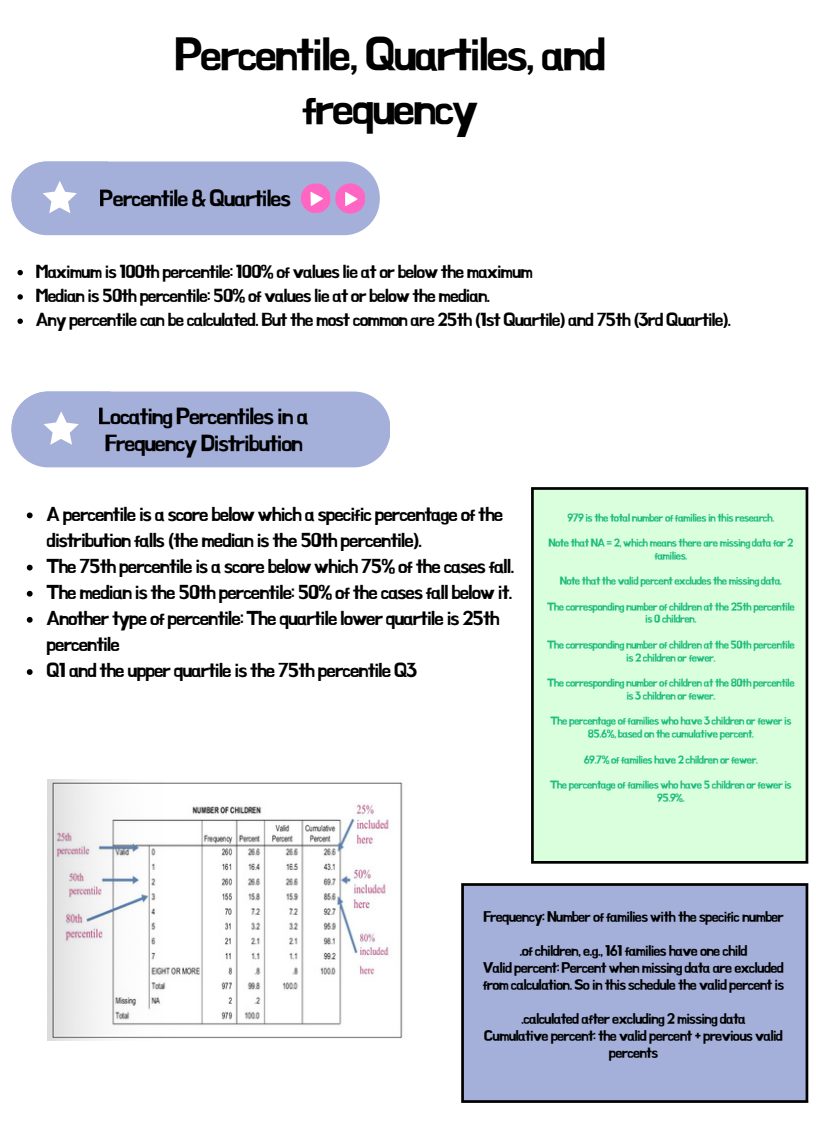 Percentile, Quartiles, and
frequency
Percentile & Quartiles
Maximum is 100th percentile: 100% of values lie at or below the maximum
Median is 50th percentile: 50% of values lie at or below the median.
Any percentile can be calculated. But the most common are 25th (1st Quartile) and 75th (3rd Quartile).
Locating Percentiles in a
Frequency Distribution
A percentile is a score below which a specific percentage of the
distribution falls (the median is the 50th percentile).
The 75th percentile is a score below which 75% of the cases fall.
The median is the 50th percentile: 50% of the cases fall below it.
Another type of percentile: The quartile lower quartile is 25th
percentile
Q1 and the upper quartile is the 75th percentile Q3
979 is the total number of families in this research.
Note that NA = 2, which means there are missing data for 2
families.
Note that the valid percent excludes the missing data.
The corresponding number of children at the 25th percentile
is 0 children.
The corresponding number of children at the 50th percentile
is 2 children or fewer.
The corresponding number of children at the 80th percentile
is 3 children or fewer.
The percentage of families who have 3 children or fewer is
85.6%, based on the cumulative percent.
69.7% of families have 2 children or fewer.
The percentage of families who have 5 children or fewer is
95.9%.
NUMBER OF CHILDREN
Frequency Percent Valid Percent Cumulative Percent
Valid 0 260 26.6 26.6 26.6
1 161 16.4 16.5 43.1
2 260 26.6 26.6 69.7
3 155 15.8 15.9 85.6
4 70 7.2 7.2 92.7
5 31 3.2 3.2 95.9
6 21 2.1 2.1 98.1
7 11 1.1 1.1 99.2
EIGHT OR MORE 8 .8 .8 100.0
Total 977 99.8 100.0
Missing NA 2 .2
Total 979 100.0
25th
percentile
50th
percentile
80th
percentile
25%
included
here
50%
included
here
80%
included
here
Frequency: Number of families with the specific number
.of children, e.g., 161 families have one child
Valid percent: Percent when missing data are excluded
from calculation. So in this schedule the valid percent is
.calculated after excluding 2 missing data
Cumulative percent: the valid percent + previous valid
percents